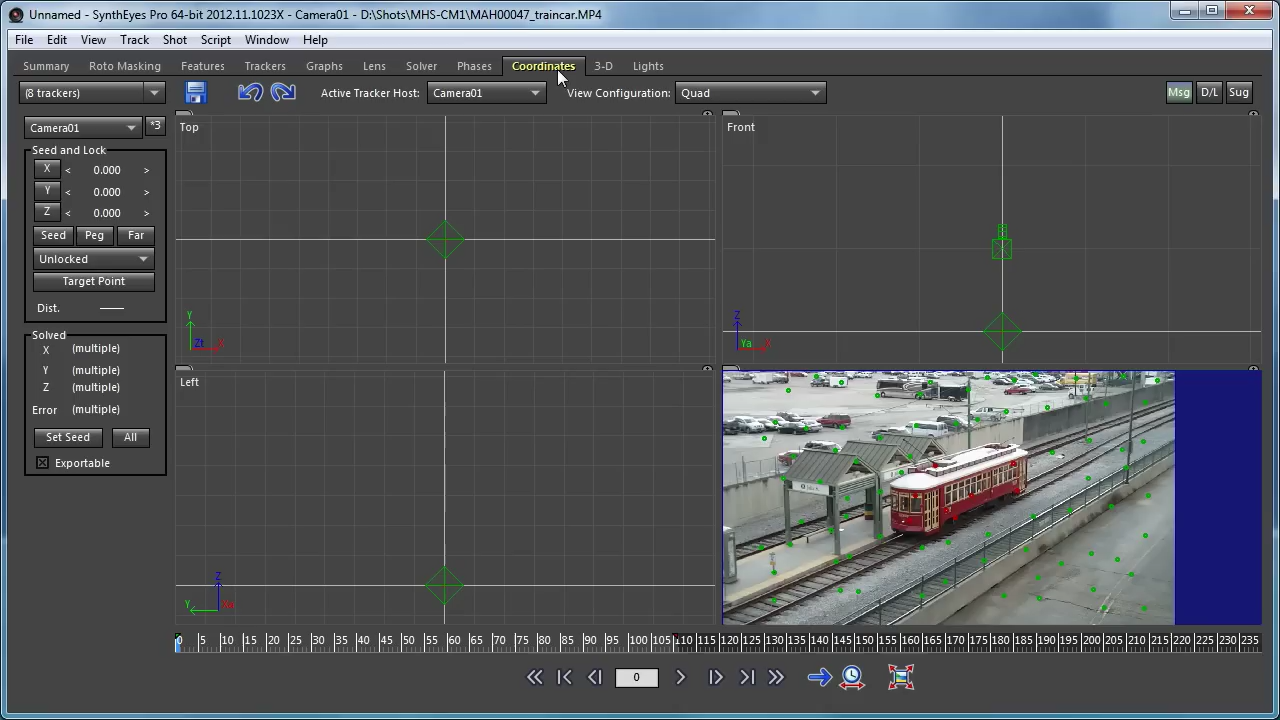 Unnamed - SynthEyes Pro 64-bit 2012.11.1023X - Camera01 - D:\Shots\MHS-CM1\MAH00047_traincar.MP4
File Edit View Track Shot Script Window Help
Summary Roto Masking Features Trackers Graphs Lens Solver Phases Coordinates 3-D Lights
(8 trackers) Active Tracker Host: Camera01 View Configuration: Quad Msg D/L Sug
Camera01 *3
Seed and Lock
X < 0.000 >
Y < 0.000 >
Z < 0.000 >
Seed Peg Far
Unlocked
Target Point
Dist. ——
Solved
X (multiple)
Y (multiple)
Z (multiple)
Error (multiple)
Set Seed All
Exportable
Top
Y
Zt X
Front
Z
Ya X
Left
Z
Y Xa
0 5 10 15 20 25 30 35 40 45 50 55 60 65 70 75 80 85 90 95 100 105 110 115 120 125 130 135 140 145 150 155 160 165 170 175 180 185 190 195 200 205 210 215 220 225 230 235
0